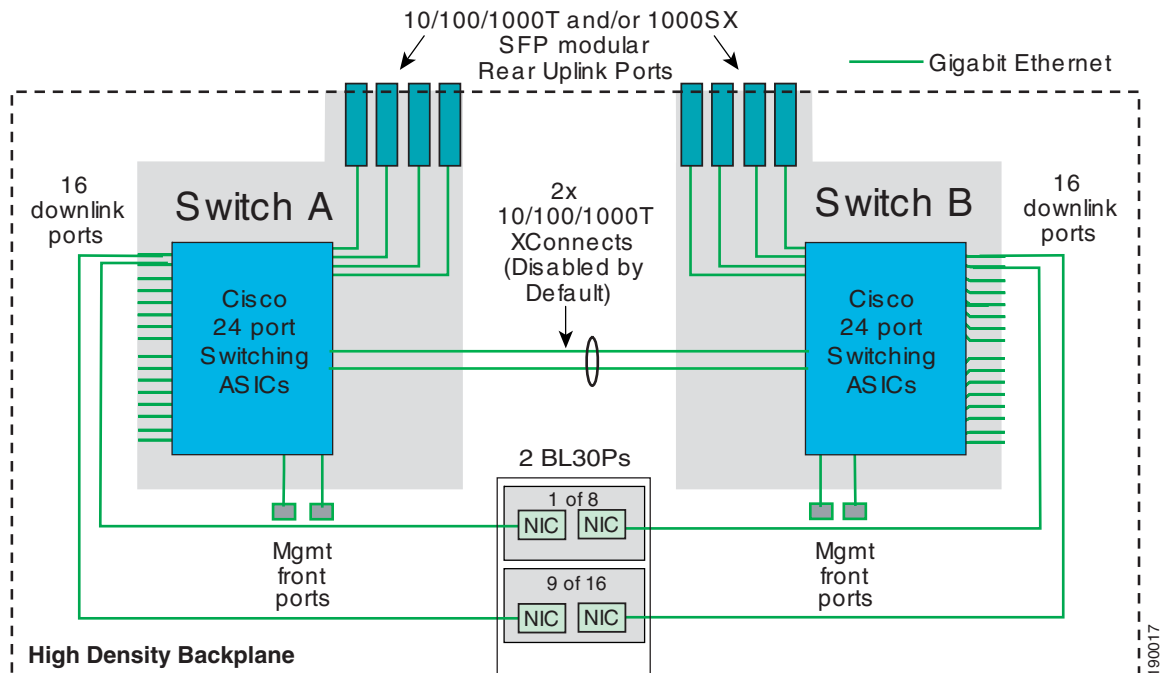 10/100/1000T and/or 1000SX
SFP modular
Rear Uplink Ports
Gigabit Ethernet
16
downlink
ports
Switch A
2x
10/100/1000T
XConnects
(Disabled by
Default)
Switch B
16
downlink
ports
Cisco
24 port
Switching
ASICs
Cisco
24 port
Switching
ASICs
2 BL30Ps
1 of 8
NIC
NIC
Mgmt
front
ports
Mgmt
front
ports
9 of 16
NIC
NIC
High Density Backplane
190017